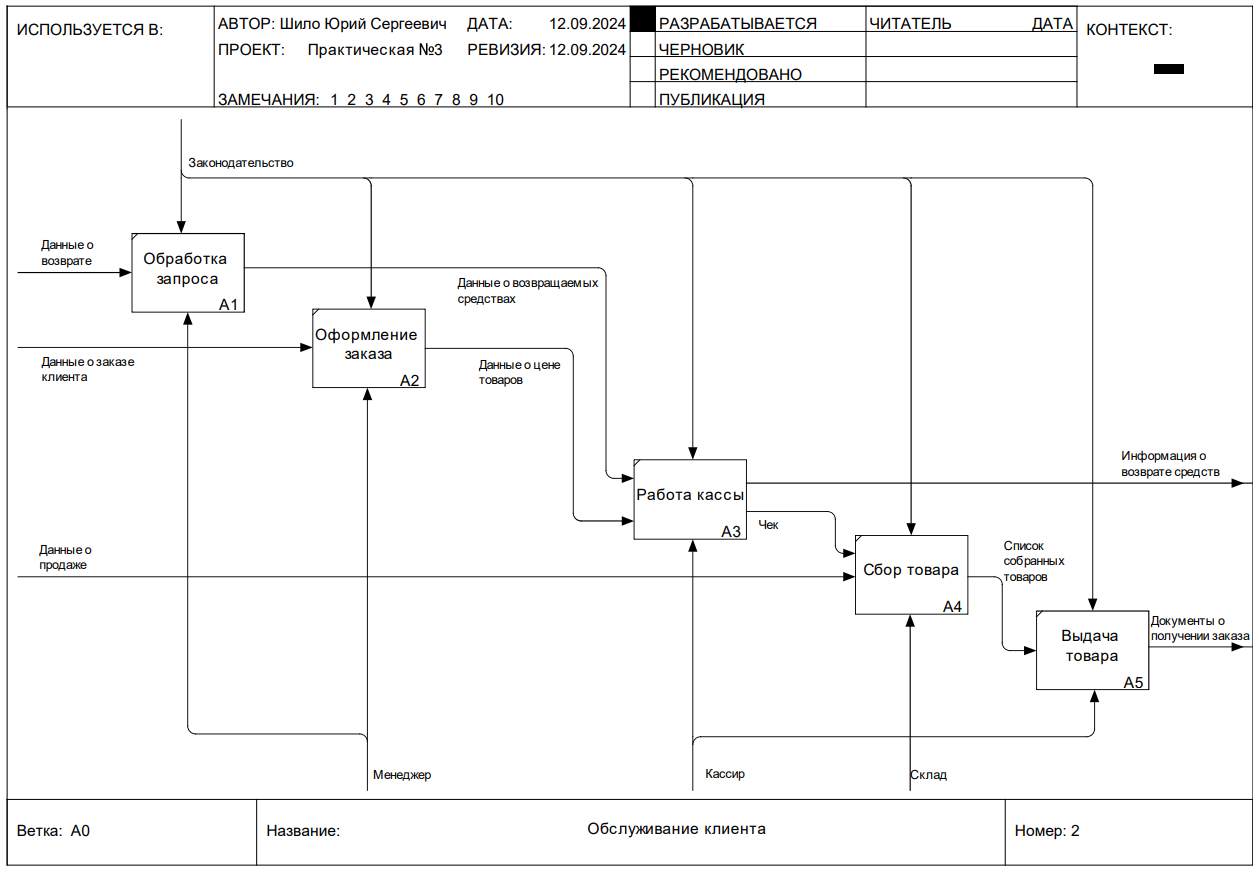 ИСПОЛЬЗУЕТСЯ В:
АВТОР: Шило Юрий Сергеевич ДАТА: 12.09.2024
ПРОЕКТ: Практическая №3 РЕВИЗИЯ: 12.09.2024
ЗАМЕЧАНИЯ: 1 2 3 4 5 6 7 8 9 10
РАЗРАБАТЫВАЕТСЯ
ЧЕРНОВИК
РЕКОМЕНДОВАНО
ПУБЛИКАЦИЯ
ЧИТАТЕЛЬ ДАТА
КОНТЕКСТ:
Законодательство
Данные о
возврате
Обработка
запроса
A1
Данные о возвращаемых
средствах
Оформление
заказа
A2
Данные о заказе
клиента
Данные о цене
товаров
Информация о
возврате средств
Работа кассы
A3
Чек
Данные о
продаже
Сбор товара
A4
Список
собранных
товаров
Выдача
товара
A5
Документы о
получении заказа
Менеджер
Кассир
Склад
Ветка: A0
Название:
Обслуживание клиента
Номер: 2